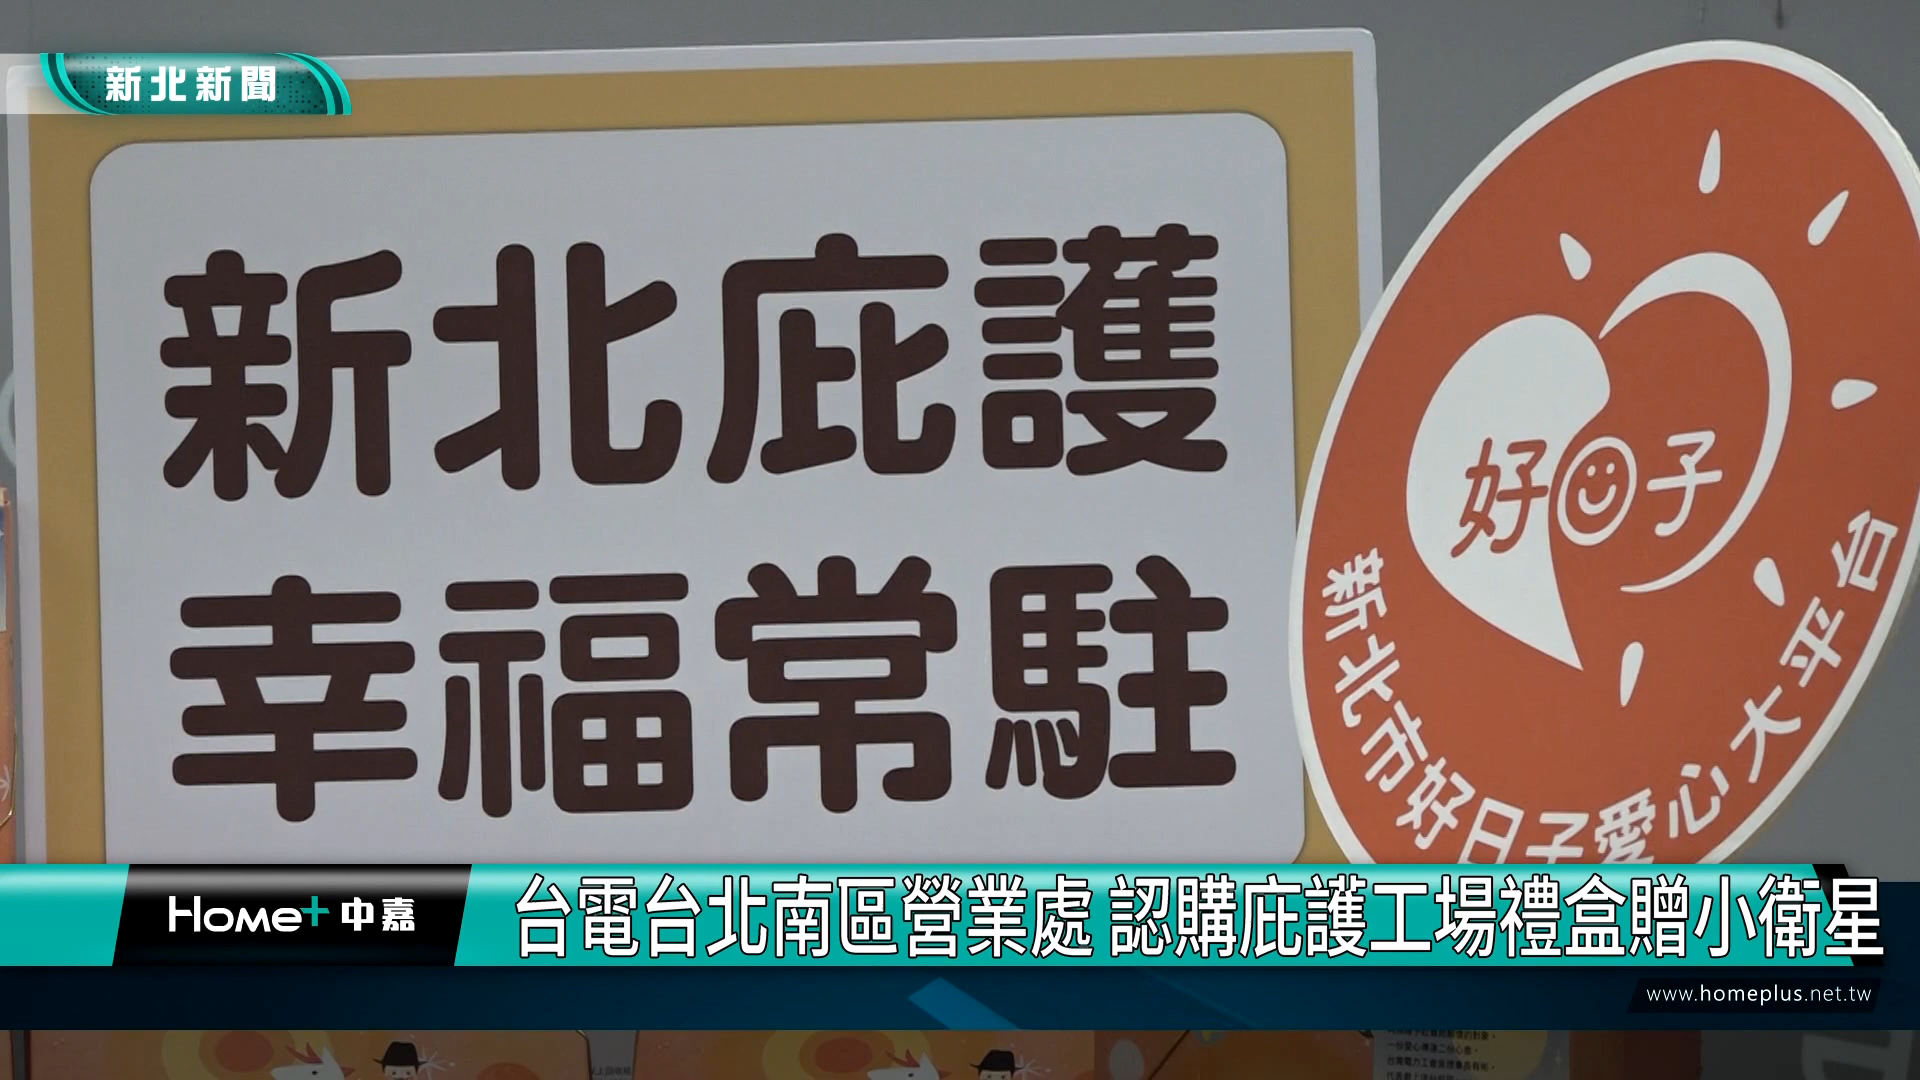 新北新聞
新北庇護
幸福常駐
好日子
新北市好日子愛心大平台
Home+中嘉
台電台北南區營業處 認購庇護工場禮盒贈小衛星
www.homeplus.net.tw